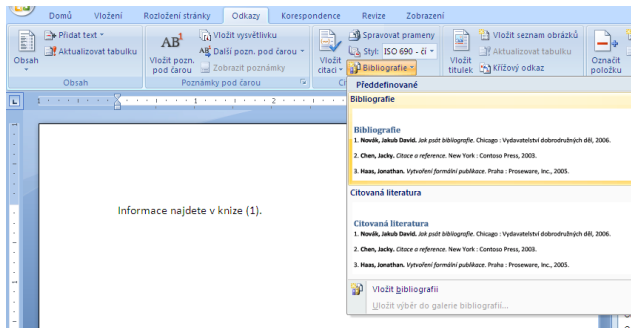 Domů Vložení Rozložení stránky Odkazy Korespondence Revize Zobrazení
Obsah
Přidat text
Aktualizovat tabulku
Obsah
AB¹
Vložit pozn. pod čarou
Vložit vysvětlivku
Další pozn. pod čarou
Zobrazit poznámky
Poznámky pod čarou
Vložit citaci
Spravovat prameny
Styl: ISO 690 - čí
Bibliografie
Vložit titulek
Vložit seznam obrázků
Aktualizovat tabulku
Křížový odkaz
Označit položku
Předdefinované
Bibliografie
Bibliografie
1. Novák, Jakub David. Jak psát bibliografie. Chicago : Vydavatelství dobrodružných děl, 2006.
2. Chen, Jacky. Citace a reference. New York : Contoso Press, 2003.
3. Haas, Jonathan. Vytvoření formální publikace. Praha : Proseware, Inc., 2005.
Citovaná literatura
Citovaná literatura
1. Novák, Jakub David. Jak psát bibliografie. Chicago : Vydavatelství dobrodružných děl, 2006.
2. Chen, Jacky. Citace a reference. New York : Contoso Press, 2003.
3. Haas, Jonathan. Vytvoření formální publikace. Praha : Proseware, Inc., 2005.
Vložit bibliografii
Uložit výběr do galerie bibliografií...
Informace najdete v knize (1).